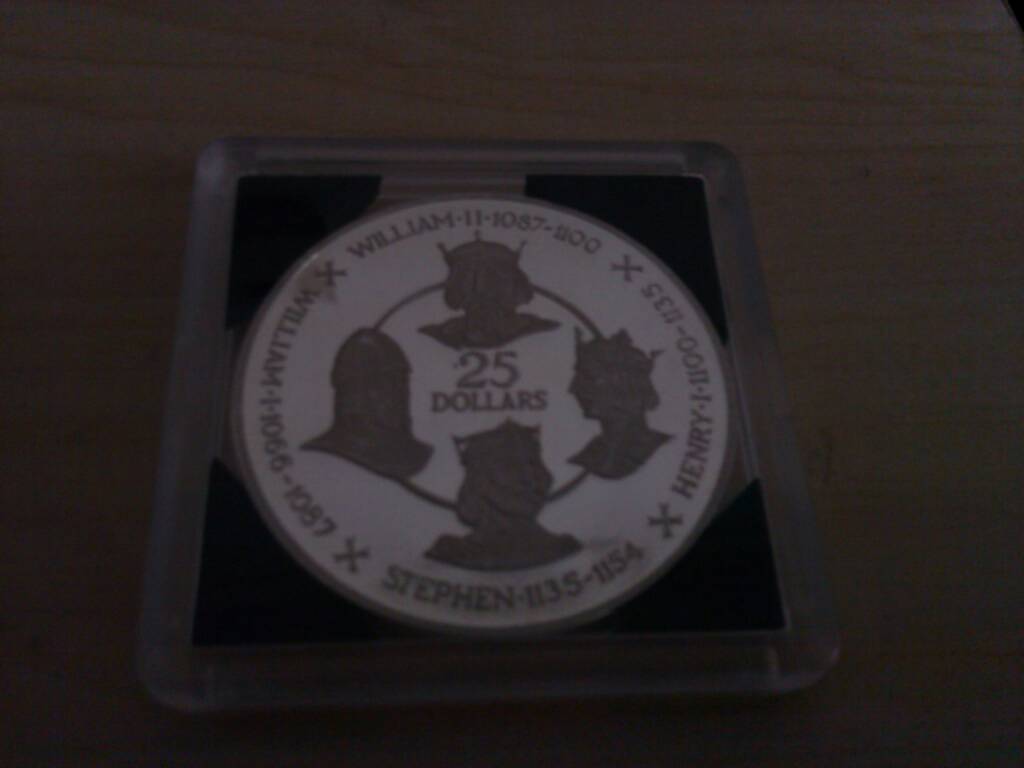 WILLIAM·I·1066-1087
WILLIAM·II·1087-1100
HENRY·I·1100-1135
STEPHEN·1135-1154
25
DOLLARS